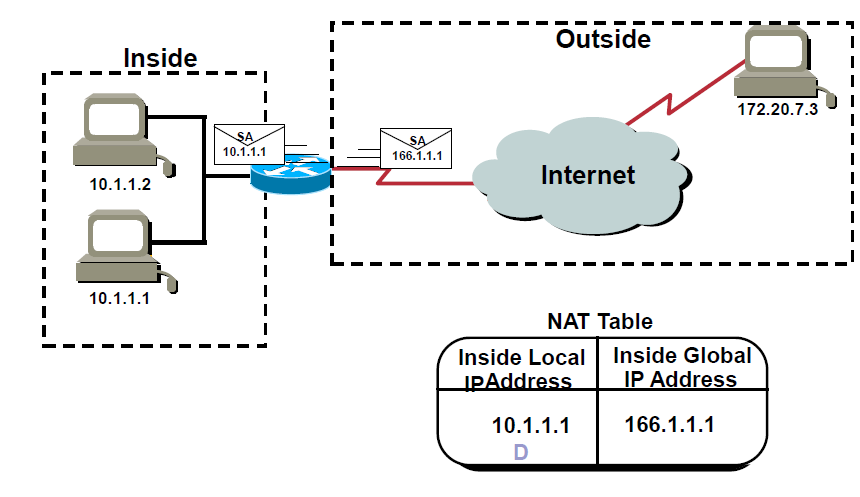 Inside
Outside
172.20.7.3
SA
10.1.1.1
SA
166.1.1.1
10.1.1.2
Internet
10.1.1.1
NAT Table
Inside Local
IPAddress
Inside Global
IP Address
10.1.1.1
166.1.1.1
D